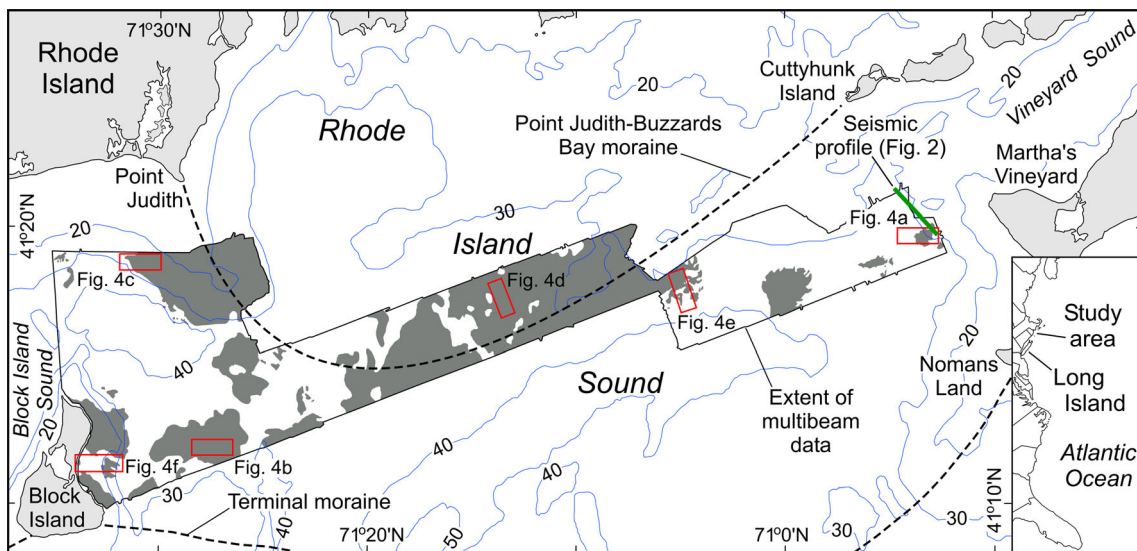 71°30'N
Rhode
Island
Rhode
Island
Sound
Point
Judith
Cuttyhunk
Island
Point Judith-Buzzards
Bay moraine
Seismic
profile (Fig. 2)
Vineyard Sound
Martha's
Vineyard
20
20
30
20
41°20'N
Fig. 4a
Fig. 4c
Fig. 4d
Fig. 4e
40
Block Island
Sound
20
Fig. 4f
Fig. 4b
Block
Island
30
Terminal moraine
40
50
40
40
71°20'N
Extent of
multibeam
data
Nomans
Land
20
71°0'N
30
30
41°10'N
Study
area
Long
Island
Atlantic
Ocean